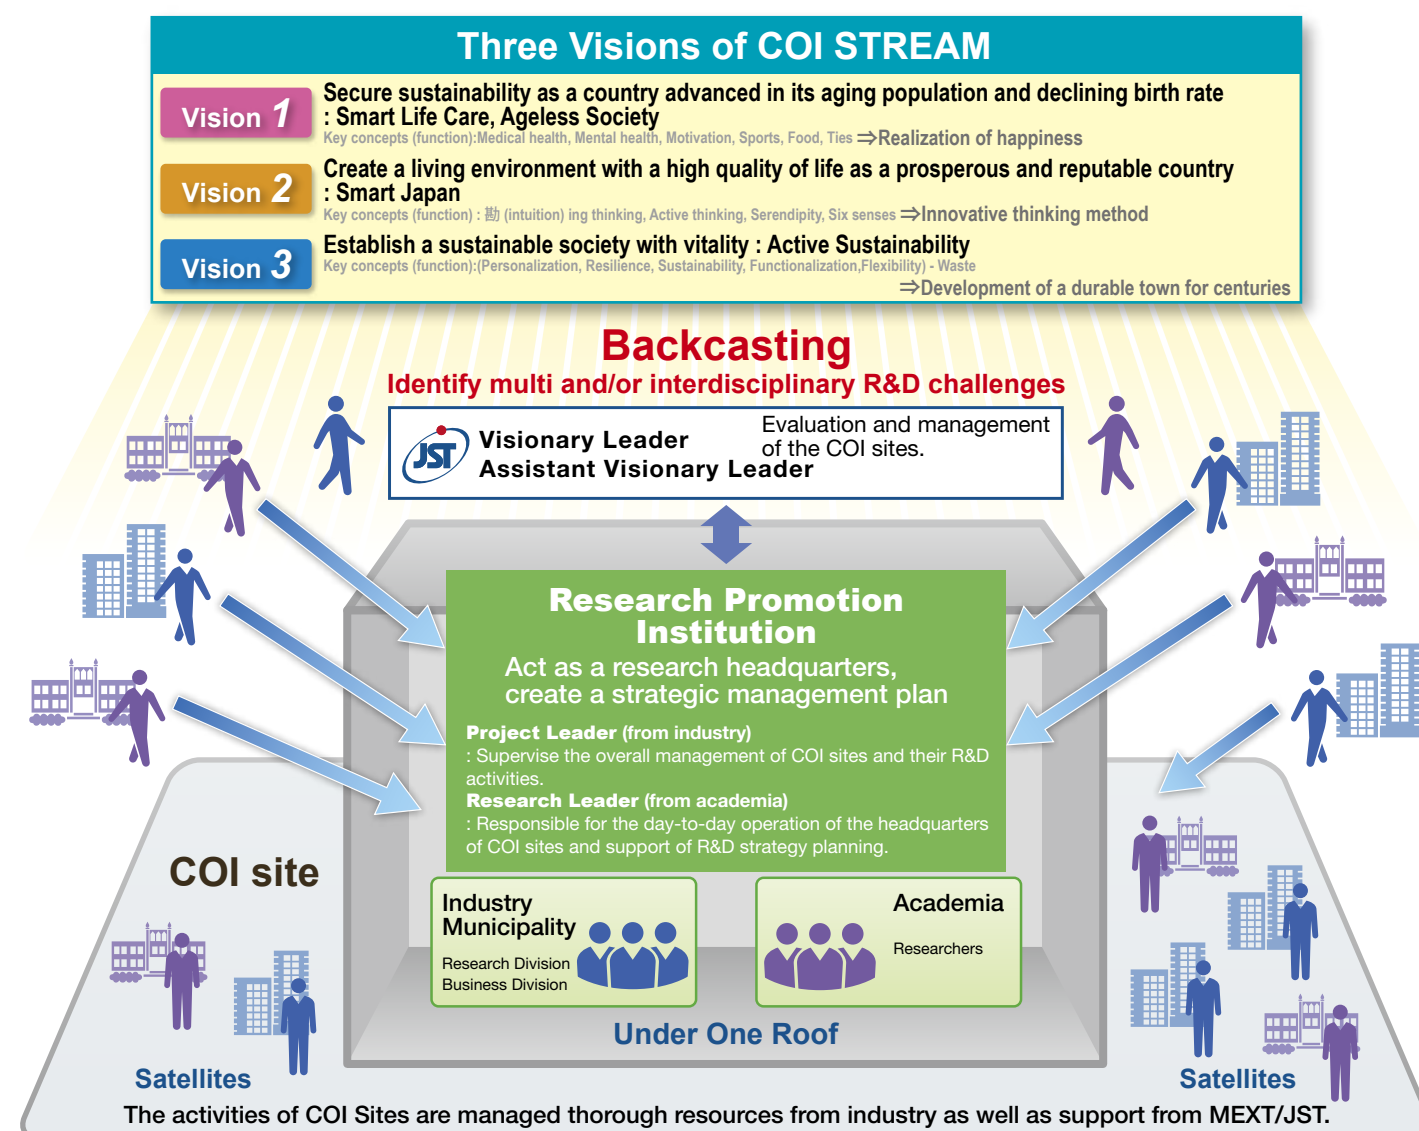 Three Visions of COI STREAM
Vision 1
Secure sustainability as a country advanced in its aging population and declining birth rate
: Smart Life Care, Ageless Society
Key concepts (function):Medical health, Mental health, Motivation, Sports, Food, Ties ⇒Realization of happiness
Vision 2
Create a living environment with a high quality of life as a prosperous and reputable country
: Smart Japan
Key concepts (function) : 勘 (intuition) ing thinking, Active thinking, Serendipity, Six senses ⇒Innovative thinking method
Vision 3
Establish a sustainable society with vitality : Active Sustainability
Key concepts (function):(Personalization, Resilience, Sustainability, Functionalization,Flexibility) - Waste
⇒Development of a durable town for centuries
Backcasting
Identify multi and/or interdisciplinary R&D challenges
JST
Visionary Leader
Assistant Visionary Leader
Evaluation and management
of the COI sites.
Research Promotion
Institution
Act as a research headquarters,
create a strategic management plan
Project Leader (from industry)
: Supervise the overall management of COI sites and their R&D
activities.
Research Leader (from academia)
: Responsible for the day-to-day operation of the headquarters
of COI sites and support of R&D strategy planning.
COI site
Industry
Municipality
Research Division
Business Division
Academia
Researchers
Under One Roof
Satellites
Satellites
The activities of COI Sites are managed thorough resources from industry as well as support from MEXT/JST.